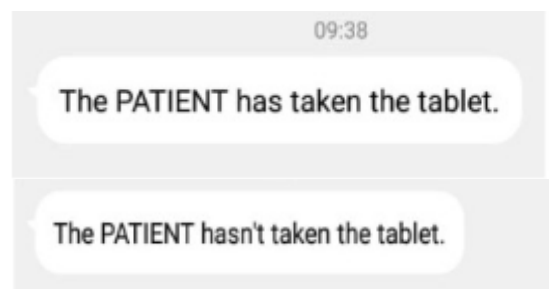 09:38
The PATIENT has taken the tablet.
The PATIENT hasn't taken the tablet.